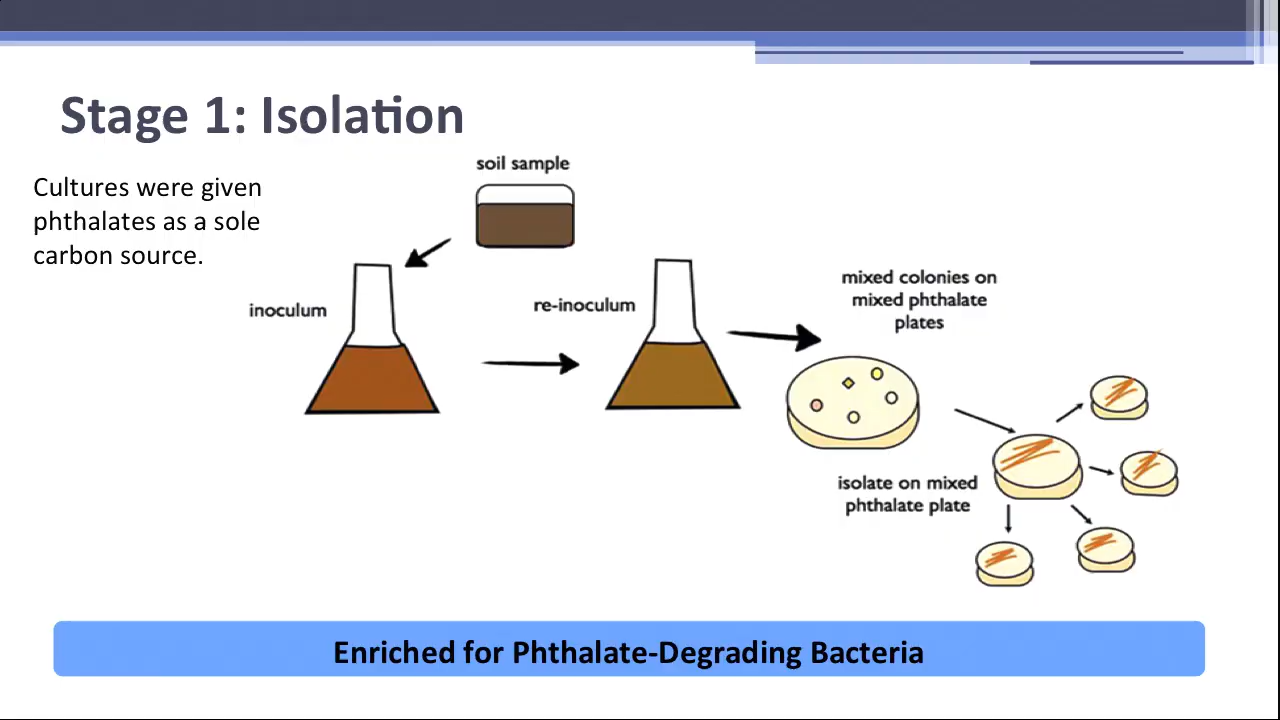 Stage 1: Isolation
Cultures were given
phthalates as a sole
carbon source.
soil sample
inoculum
re-inoculum
mixed colonies on
mixed phthalate
plates
isolate on mixed
phthalate plate
Enriched for Phthalate-Degrading Bacteria